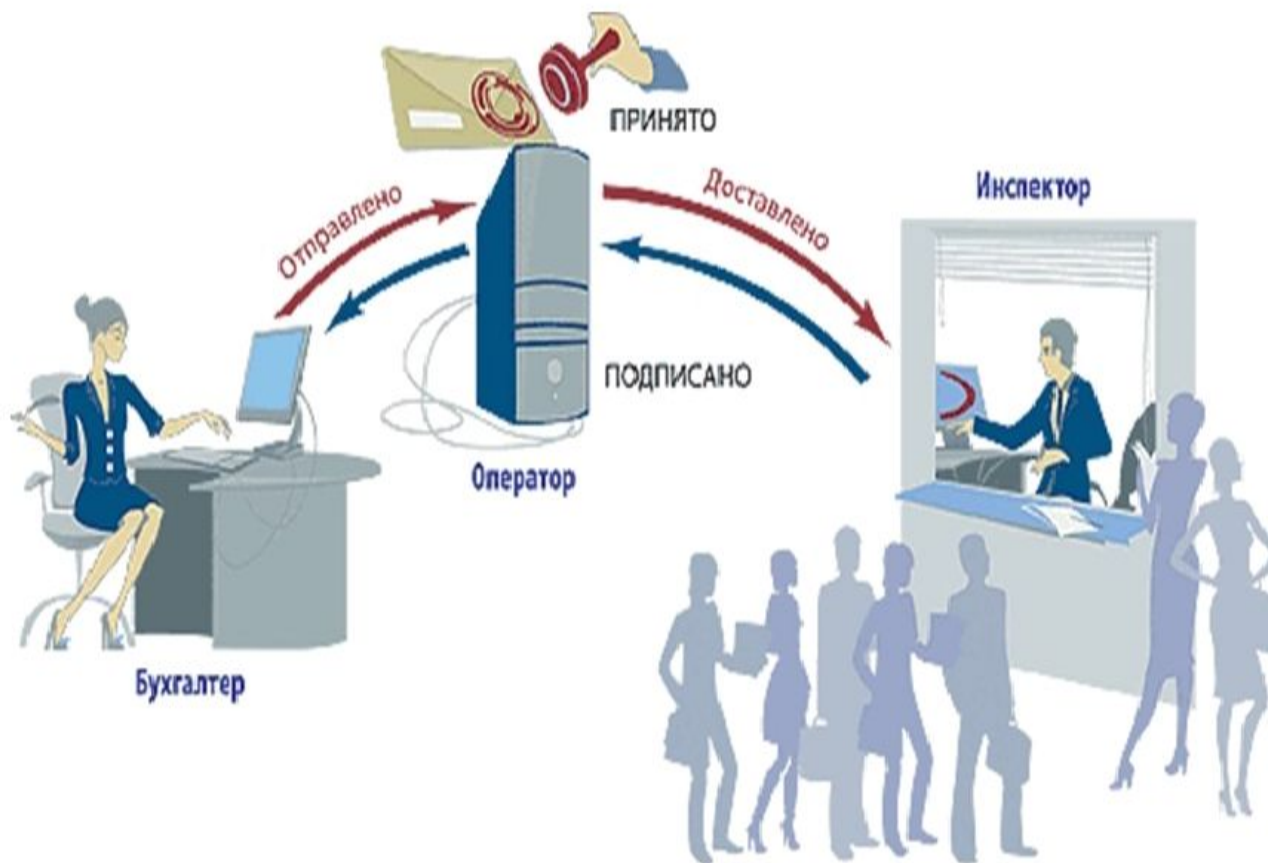 ПРИНЯТО
Отправлено
Доставлено
Инспектор
ПОДПИСАНО
Оператор
Бухгалтер